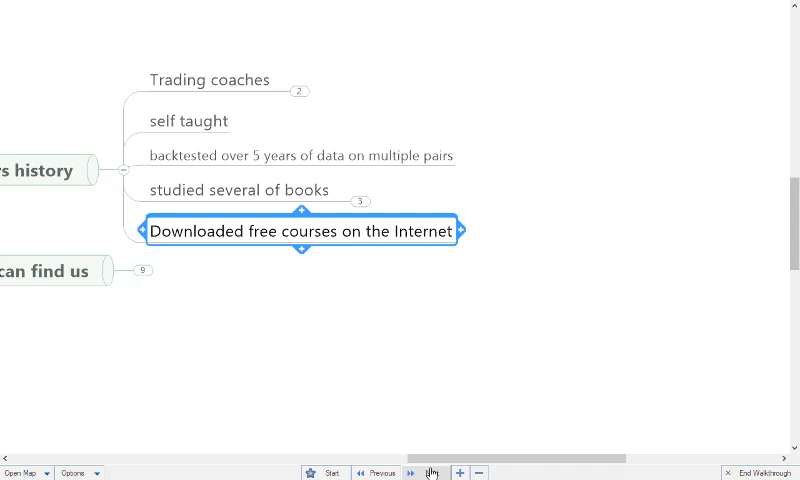 Trading coaches
2
self taught
rs history
backtested over 5 years of data on multiple pairs
studied several of books
3
Downloaded free courses on the Internet
can find us
9
Open Map
Options
Start
Previous
End Walkthrough